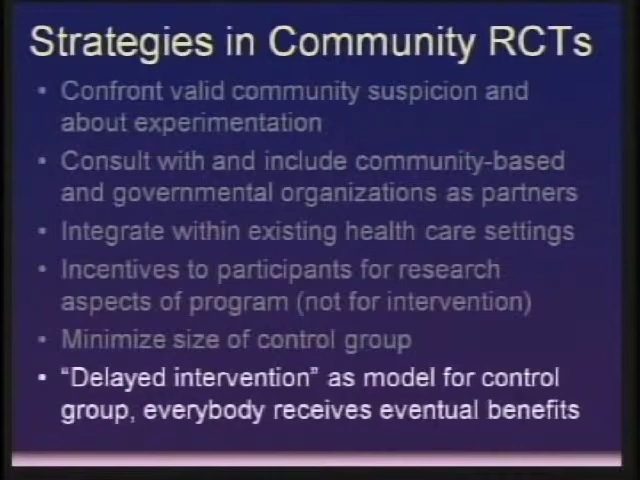 Strategies in Community RCTs
• Confront valid community suspicion and
about experimentation
• Consult with and include community-based
and governmental organizations as partners
• Integrate within existing health care settings
• Incentives to participants for research
aspects of program (not for intervention)
• Minimize size of control group
• “Delayed intervention” as model for control
group, everybody receives eventual benefits